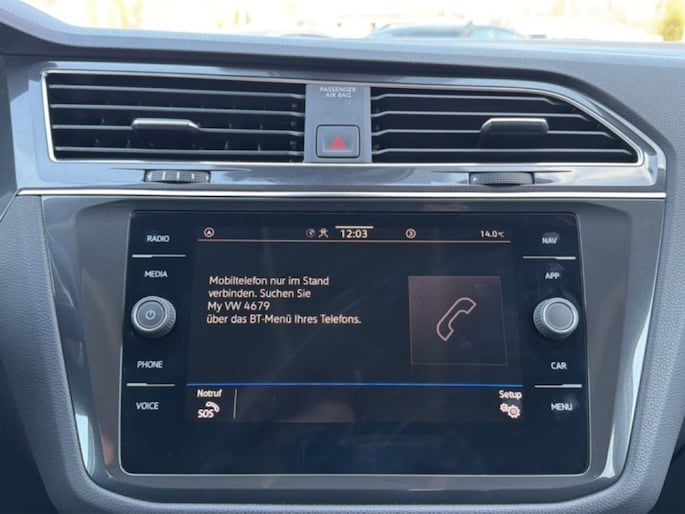 PASSENGER
AIR BAG
RADIO
12:03
14.0°C
NAV
MEDIA
APP
Mobiltelefon nur im Stand
verbinden. Suchen Sie
My VW 4679
über das BT-Menü Ihres Telefons.
PHONE
CAR
VOICE
Notruf
SOS
Setup
MENU